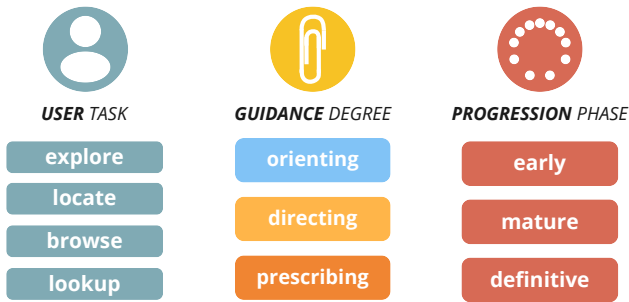 USER TASK
explore
locate
browse
lookup
GUIDANCE DEGREE
orienting
directing
prescribing
PROGRESSION PHASE
early
mature
definitive